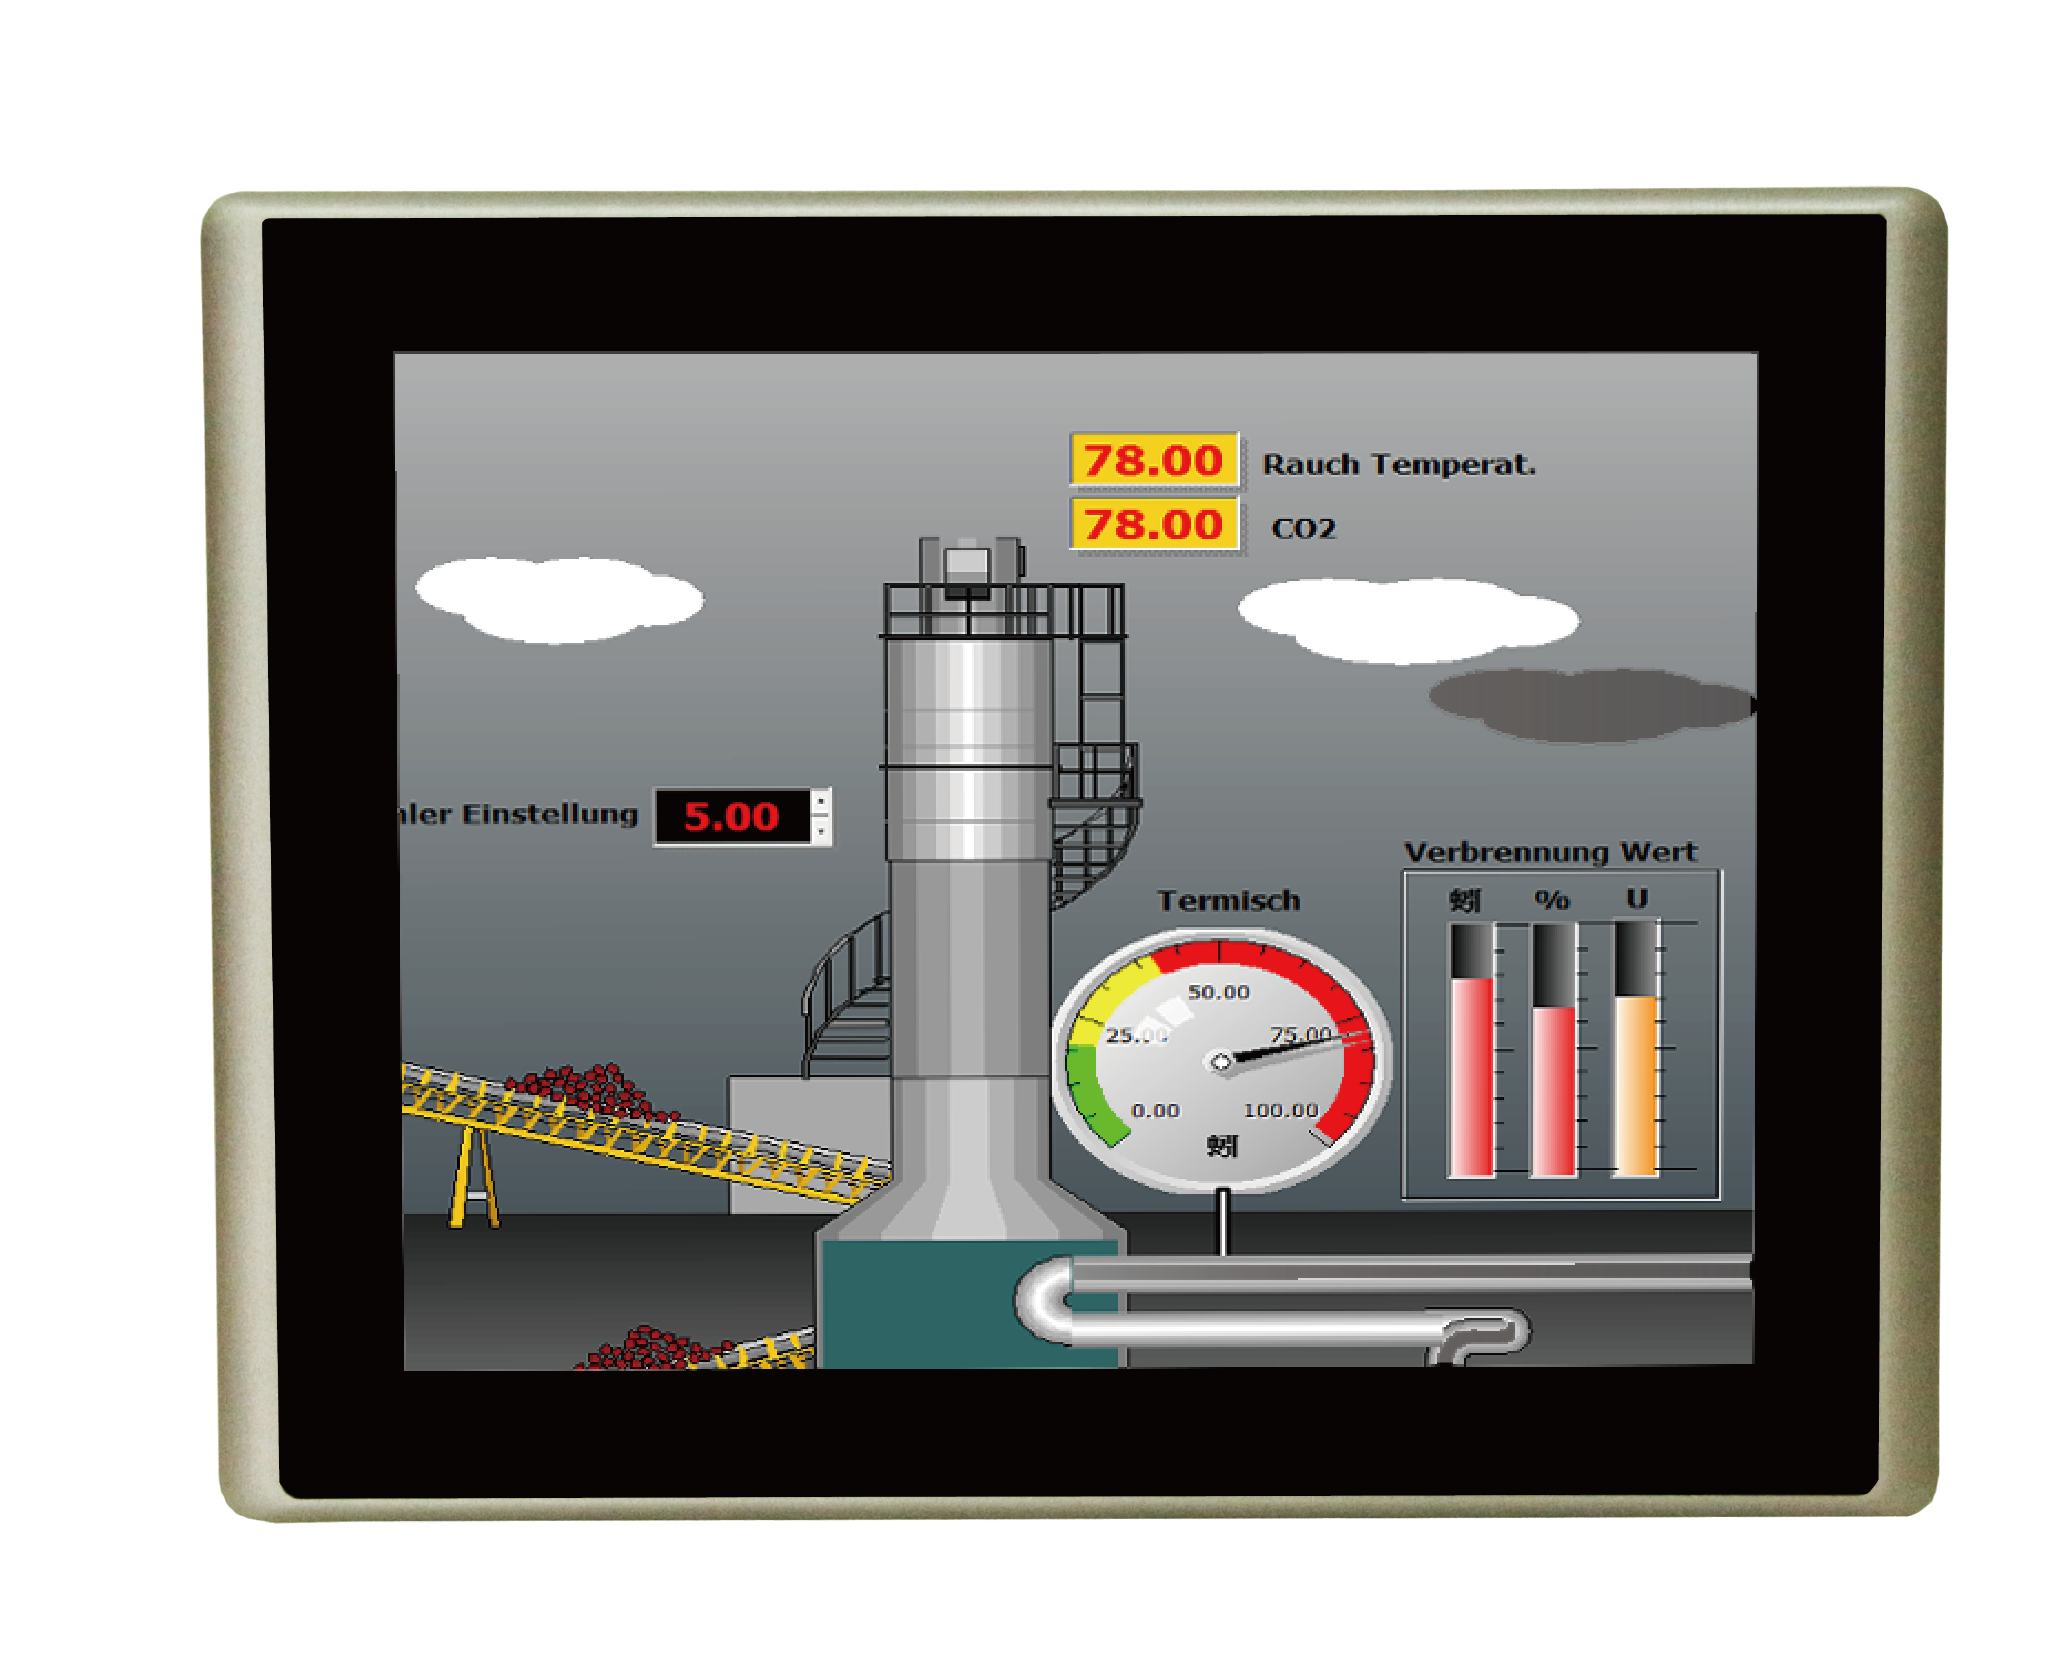 78.00 Rauch Temperat.
78.00 CO2
hler Einstellung 5.00
Verbrennung Wert
% U
Termisch
50.00
25.00 75.00
0.00 100.00